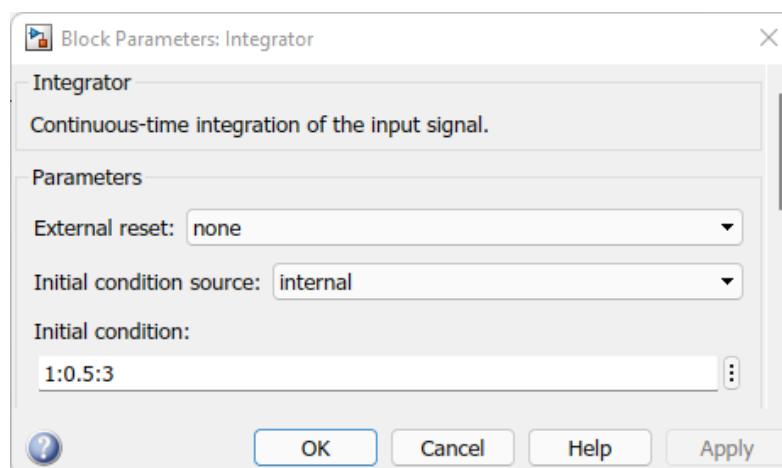 Block Parameters: Integrator
Integrator
Continuous-time integration of the input signal.
Parameters
External reset: none
Initial condition source: internal
Initial condition:
1:0.5:3
OK Cancel Help Apply